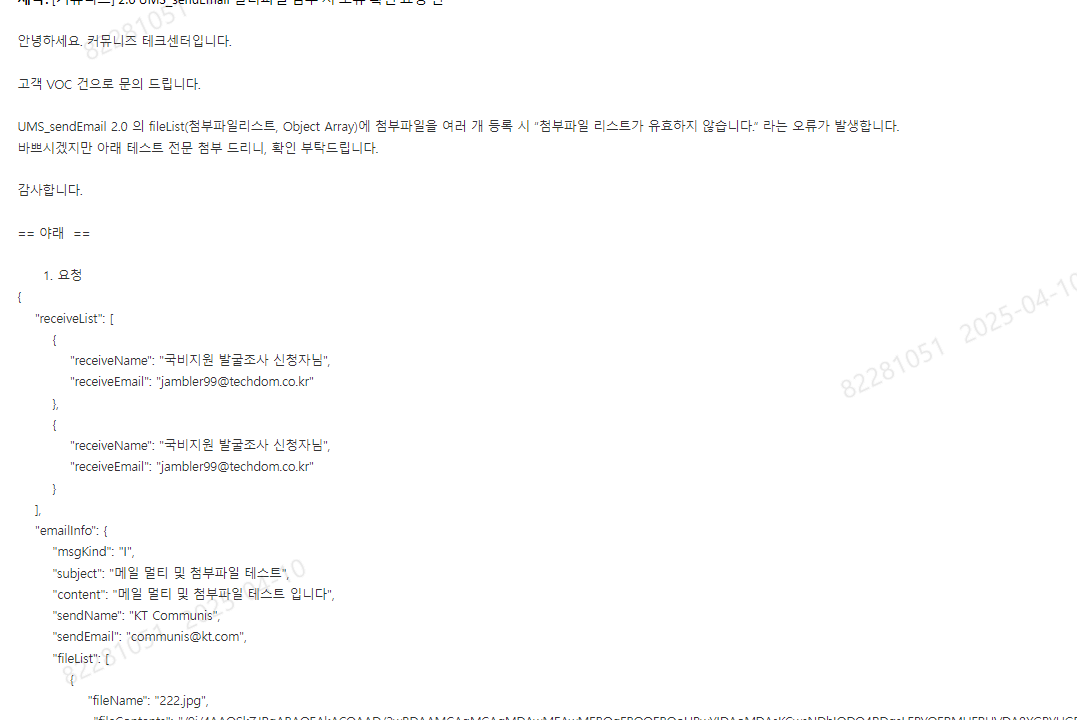 제목: [커뮤니스] 2.0 UMS_sendEmail 멀티파일 첨부 시 오류 확인 요청 건
안녕하세요. 커뮤니즈 테크센터입니다.
고객 VOC 건으로 문의 드립니다.
UMS_sendEmail 2.0 의 fileList(첨부파일리스트, Object Array)에 첨부파일을 여러 개 등록 시 "첨부파일 리스트가 유효하지 않습니다." 라는 오류가 발생합니다.
바쁘시겠지만 아래 테스트 전문 첨부 드리니, 확인 부탁드립니다.
감사합니다.
== 아래 ==
1. 요청
{
"receiveList": [
{
"receiveName": "국비지원 발굴조사 신청자님",
"receiveEmail": "jambler99@techdom.co.kr"
},
{
"receiveName": "국비지원 발굴조사 신청자님",
"receiveEmail": "jambler99@techdom.co.kr"
}
],
"emailInfo": {
"msgKind": "I",
"subject": "메일 멀티 및 첨부파일 테스트",
"content": "메일 멀티 및 첨부파일 테스트 입니다",
"sendName": "KT Communis",
"sendEmail": "communis@kt.com",
"fileList": [
{
"fileName": "222.jpg",
82281051
82281051 2025-04-10
82281051 2025-04-10